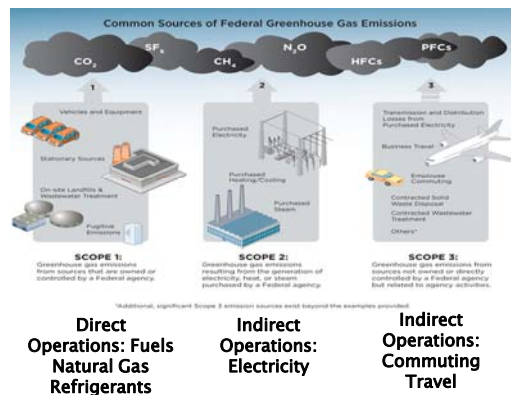 Common Sources of Federal Greenhouse Gas Emissions
CO2
SF6
CH4
N2O
HFCs
PFCs
1
Vehicles and Equipment
Stationary Sources
On-site Landfills &
Wastewater Treatment
Fugitive
Emissions
2
Purchased
Electricity
Purchased
Heating/Cooling
Purchased
Steam
3
Transmission and Distribution
Losses from
Purchased Electricity
Business Travel
Employee
Commuting
Contracted Solid
Waste Disposal
Contracted Wastewater
Treatment
Others*
SCOPE 1:
Greenhouse gas emissions
from sources that are owned or
controlled by a Federal agency.
SCOPE 2:
Greenhouse gas emissions
resulting from the generation of
electricity, heat, or steam
purchased by a Federal agency.
SCOPE 3:
Greenhouse gas emissions from
sources not owned or directly
controlled by a Federal agency
but related to agency activities.
*Additional, significant Scope 3 emission sources exist beyond the examples provided.
Direct
Operations: Fuels
Natural Gas
Refrigerants
Indirect
Operations:
Electricity
Indirect
Operations:
Commuting
Travel